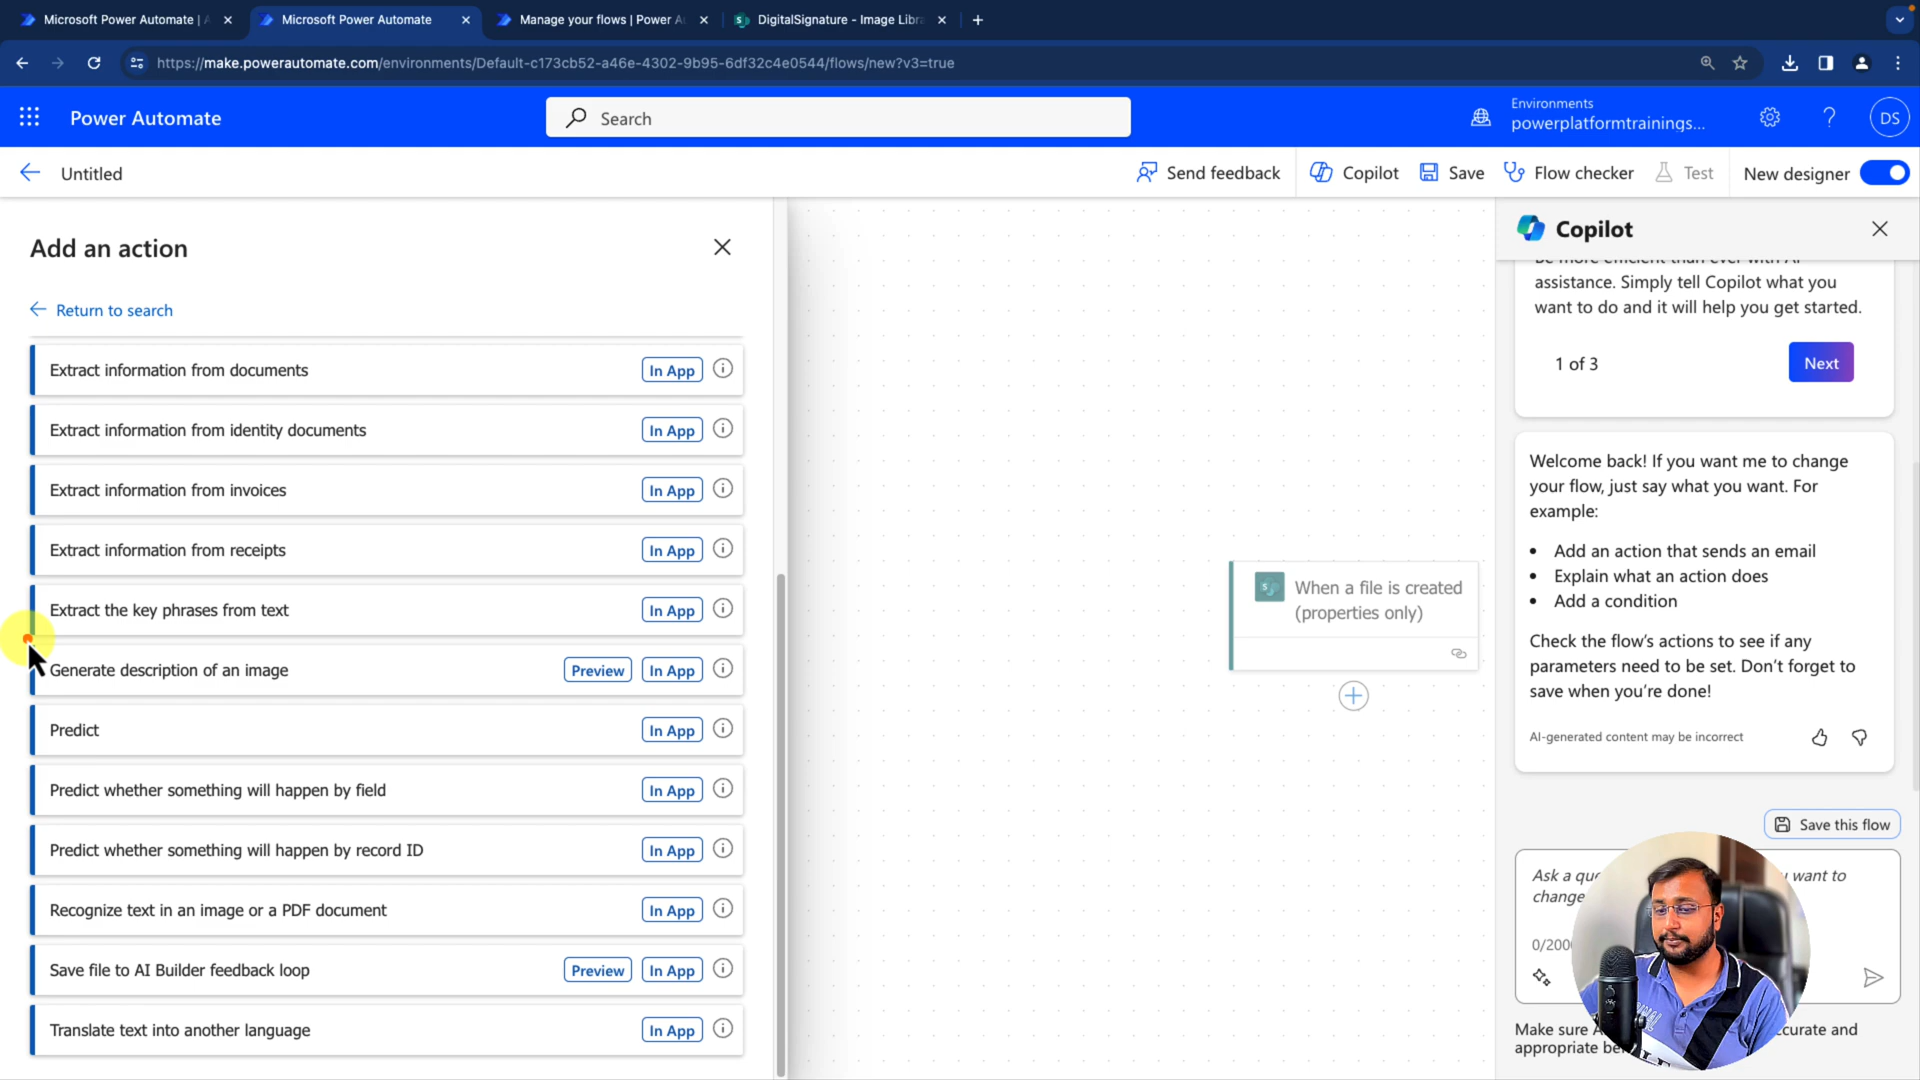 Microsoft Power Automate | A
Microsoft Power Automate
Manage your flows | Power Au
DigitalSignature - Image Libra
https://make.powerautomate.com/environments/Default-c173cb52-a46e-4302-9b95-6df32c4e0544/flows/new?v3=true
Power Automate
Search
Environments
powerplatformtrainings...
DS
Untitled
Send feedback
Copilot
Save
Flow checker
Test
New designer
Add an action
Return to search
Extract information from documents In App
Extract information from identity documents In App
Extract information from invoices In App
Extract information from receipts In App
Extract the key phrases from text In App
Generate description of an image Preview In App
Predict In App
Predict whether something will happen by field In App
Predict whether something will happen by record ID In App
Recognize text in an image or a PDF document In App
Save file to AI Builder feedback loop Preview In App
Translate text into another language In App
When a file is created
(properties only)
Copilot
Be more efficient than ever with AI
assistance. Simply tell Copilot what you
want to do and it will help you get started.
1 of 3
Next
Welcome back! If you want me to change
your flow, just say what you want. For
example:
• Add an action that sends an email
• Explain what an action does
• Add a condition
Check the flow's actions to see if any
parameters need to be set. Don't forget to
save when you're done!
AI-generated content may be incorrect
Save this flow
Ask a want to
change
Make sure and
appropriate